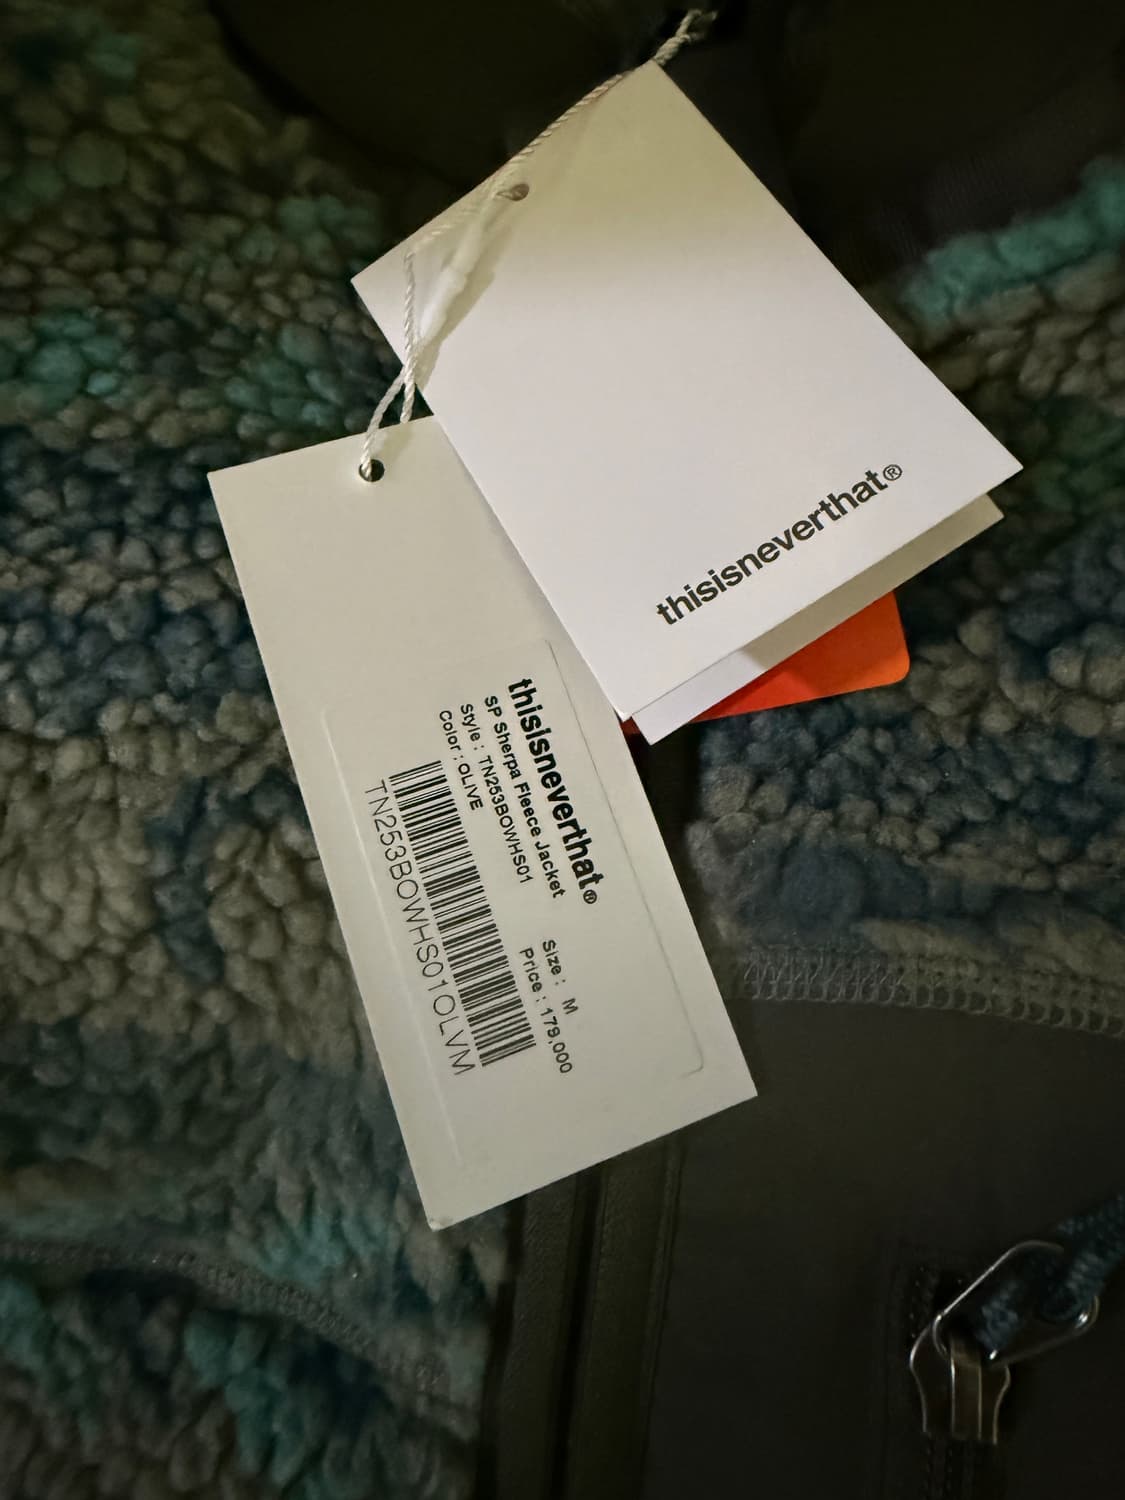 thisisneverthat®
thisisneverthat®
SP Sherpa Fleece Jacket
Size : M
Style : TN253BOWHS01
Price : 179,000
Color : OLIVE
TN253BOWHS01OLVM